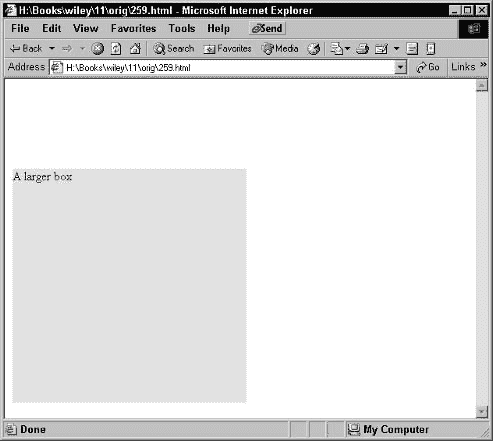 H:\Books\wiley\11\orig\259.html - Microsoft Internet Explorer
File Edit View Favorites Tools Help Send
Back Search Favorites Media
Address H:\Books\wiley\11\orig\259.html Go Links »
A larger box
Done My Computer